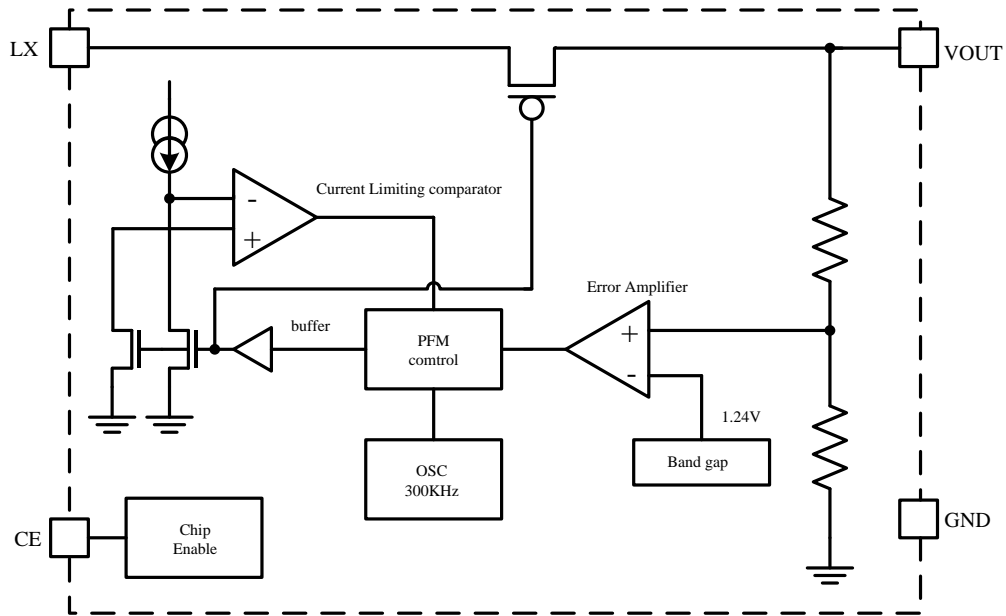 LX
VOUT
-
Current Limiting comparator
+
Error Amplifier
buffer
PFM
comtrol
+
-
1.24V
OSC
300KHz
Band gap
CE
Chip
Enable
GND